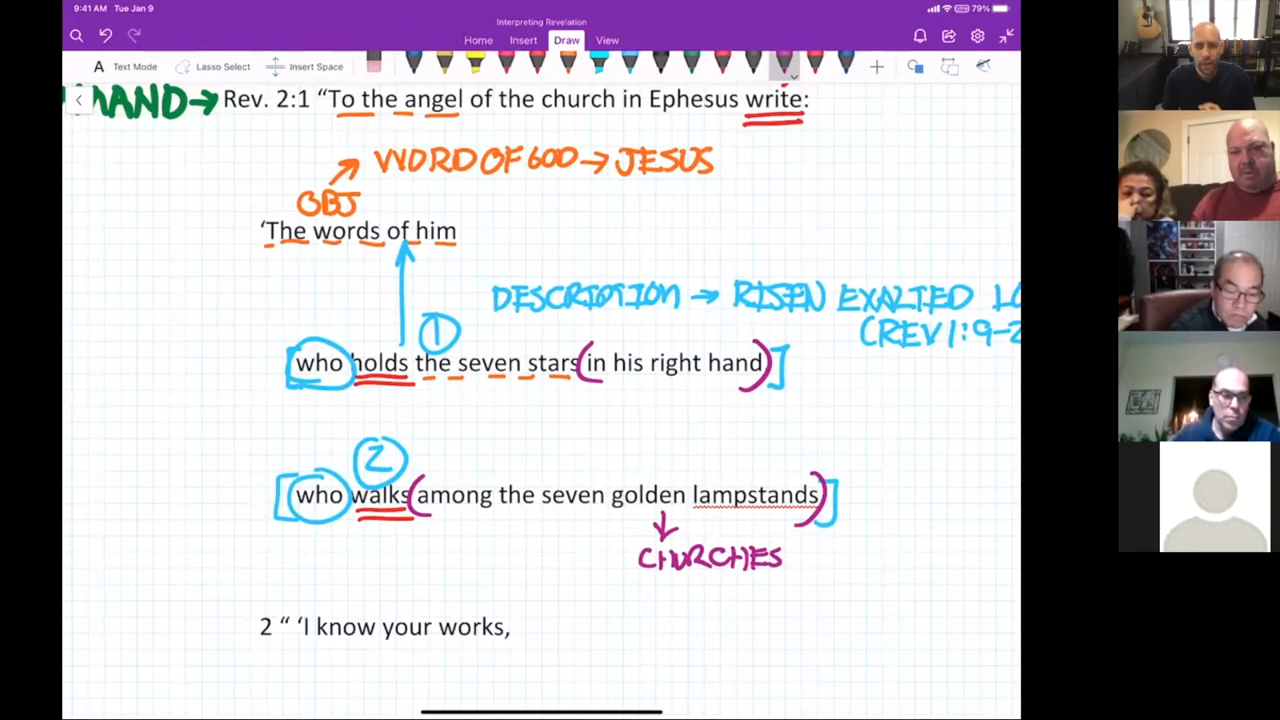 9:41 AM Tue Jan 9
VPN 79%
Interpreting Revelation
Home Insert Draw View
A Text Mode Lasso Select Insert Space
MAND → Rev. 2:1 “To the angel of the church in Ephesus write:
WORD OF GOD → JESUS
OBJ
‘The words of him
DESCRIPTION → RISEN EXALTED LO
(REV 1:9-2
1
[who holds the seven stars (in his right hand)]
2
[who walks (among the seven golden lampstands)]
CHURCHES
2 “ ‘I know your works,